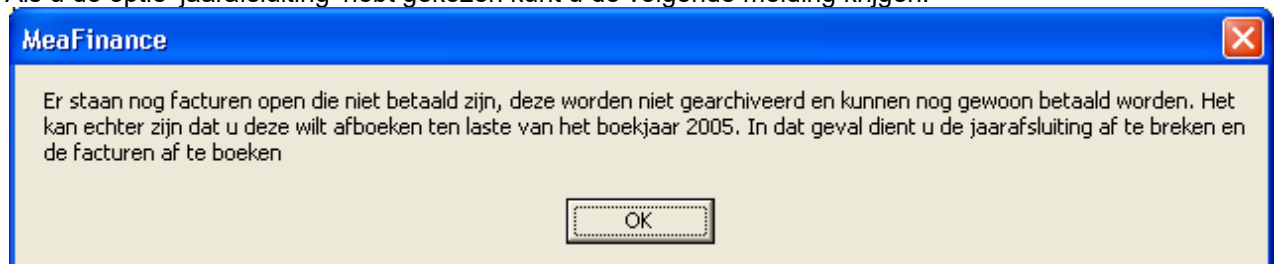 Als u de optie 'jaarafsluiting' hebt gekozen kunt u de volgende melding krijgen:
MeaFinance
Er staan nog facturen open die niet betaald zijn, deze worden niet gearchiveerd en kunnen nog gewoon betaald worden. Het
kan echter zijn dat u deze wilt afboeken ten laste van het boekjaar 2005. In dat geval dient u de jaarafsluiting af te breken en
de facturen af te boeken
OK